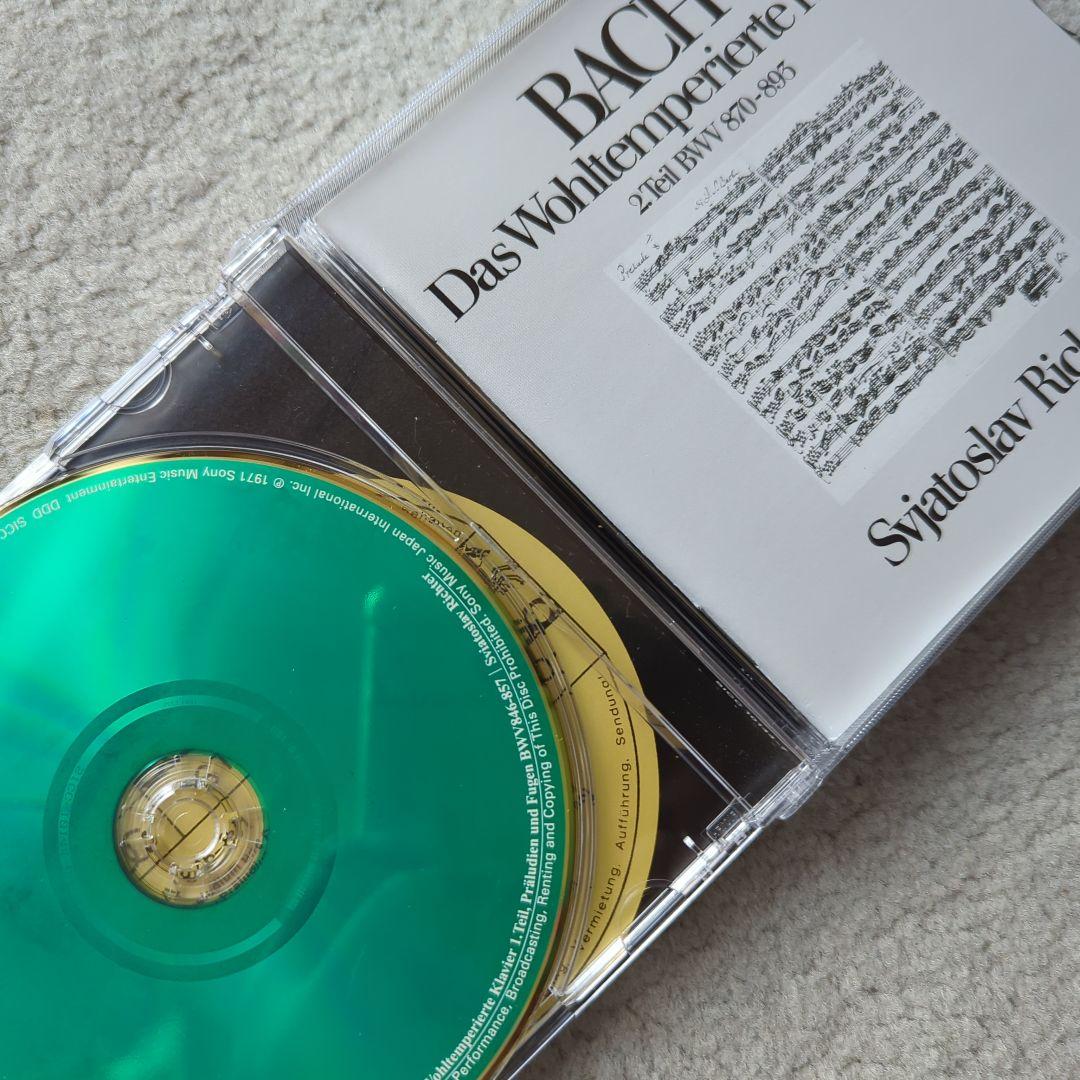 BACH
Das Wohltemperierte
2 Teil BWV 870-893
Svjatoslav Rich
Wohltemperierte Klavier 1. Teil, Präludien und Fugen BWV846-857 | Sviatoslav Richter
Performance, Broadcasting, Renting and Copying of This Disc Prohibited. Sony Music Japan International Inc. ℗ 1971 Sony Music Entertainment DDD SICC
Vermietung. Aufführung. Sendung!